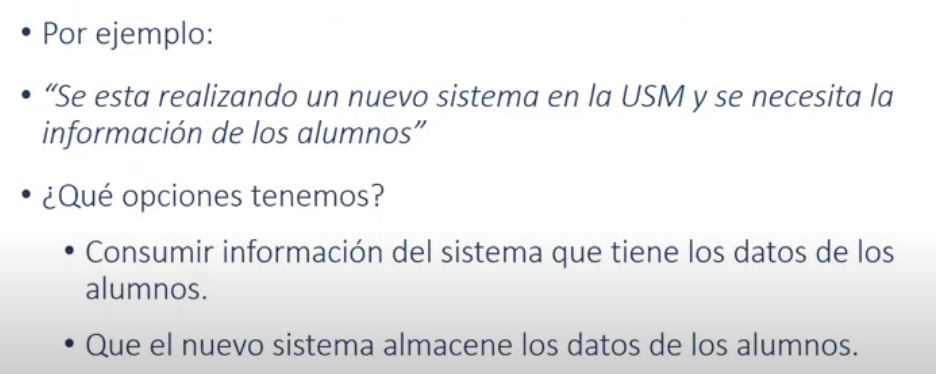 • Por ejemplo:
• “Se esta realizando un nuevo sistema en la USM y se necesita la
información de los alumnos”
• ¿Qué opciones tenemos?
• Consumir información del sistema que tiene los datos de los
alumnos.
• Que el nuevo sistema almacene los datos de los alumnos.